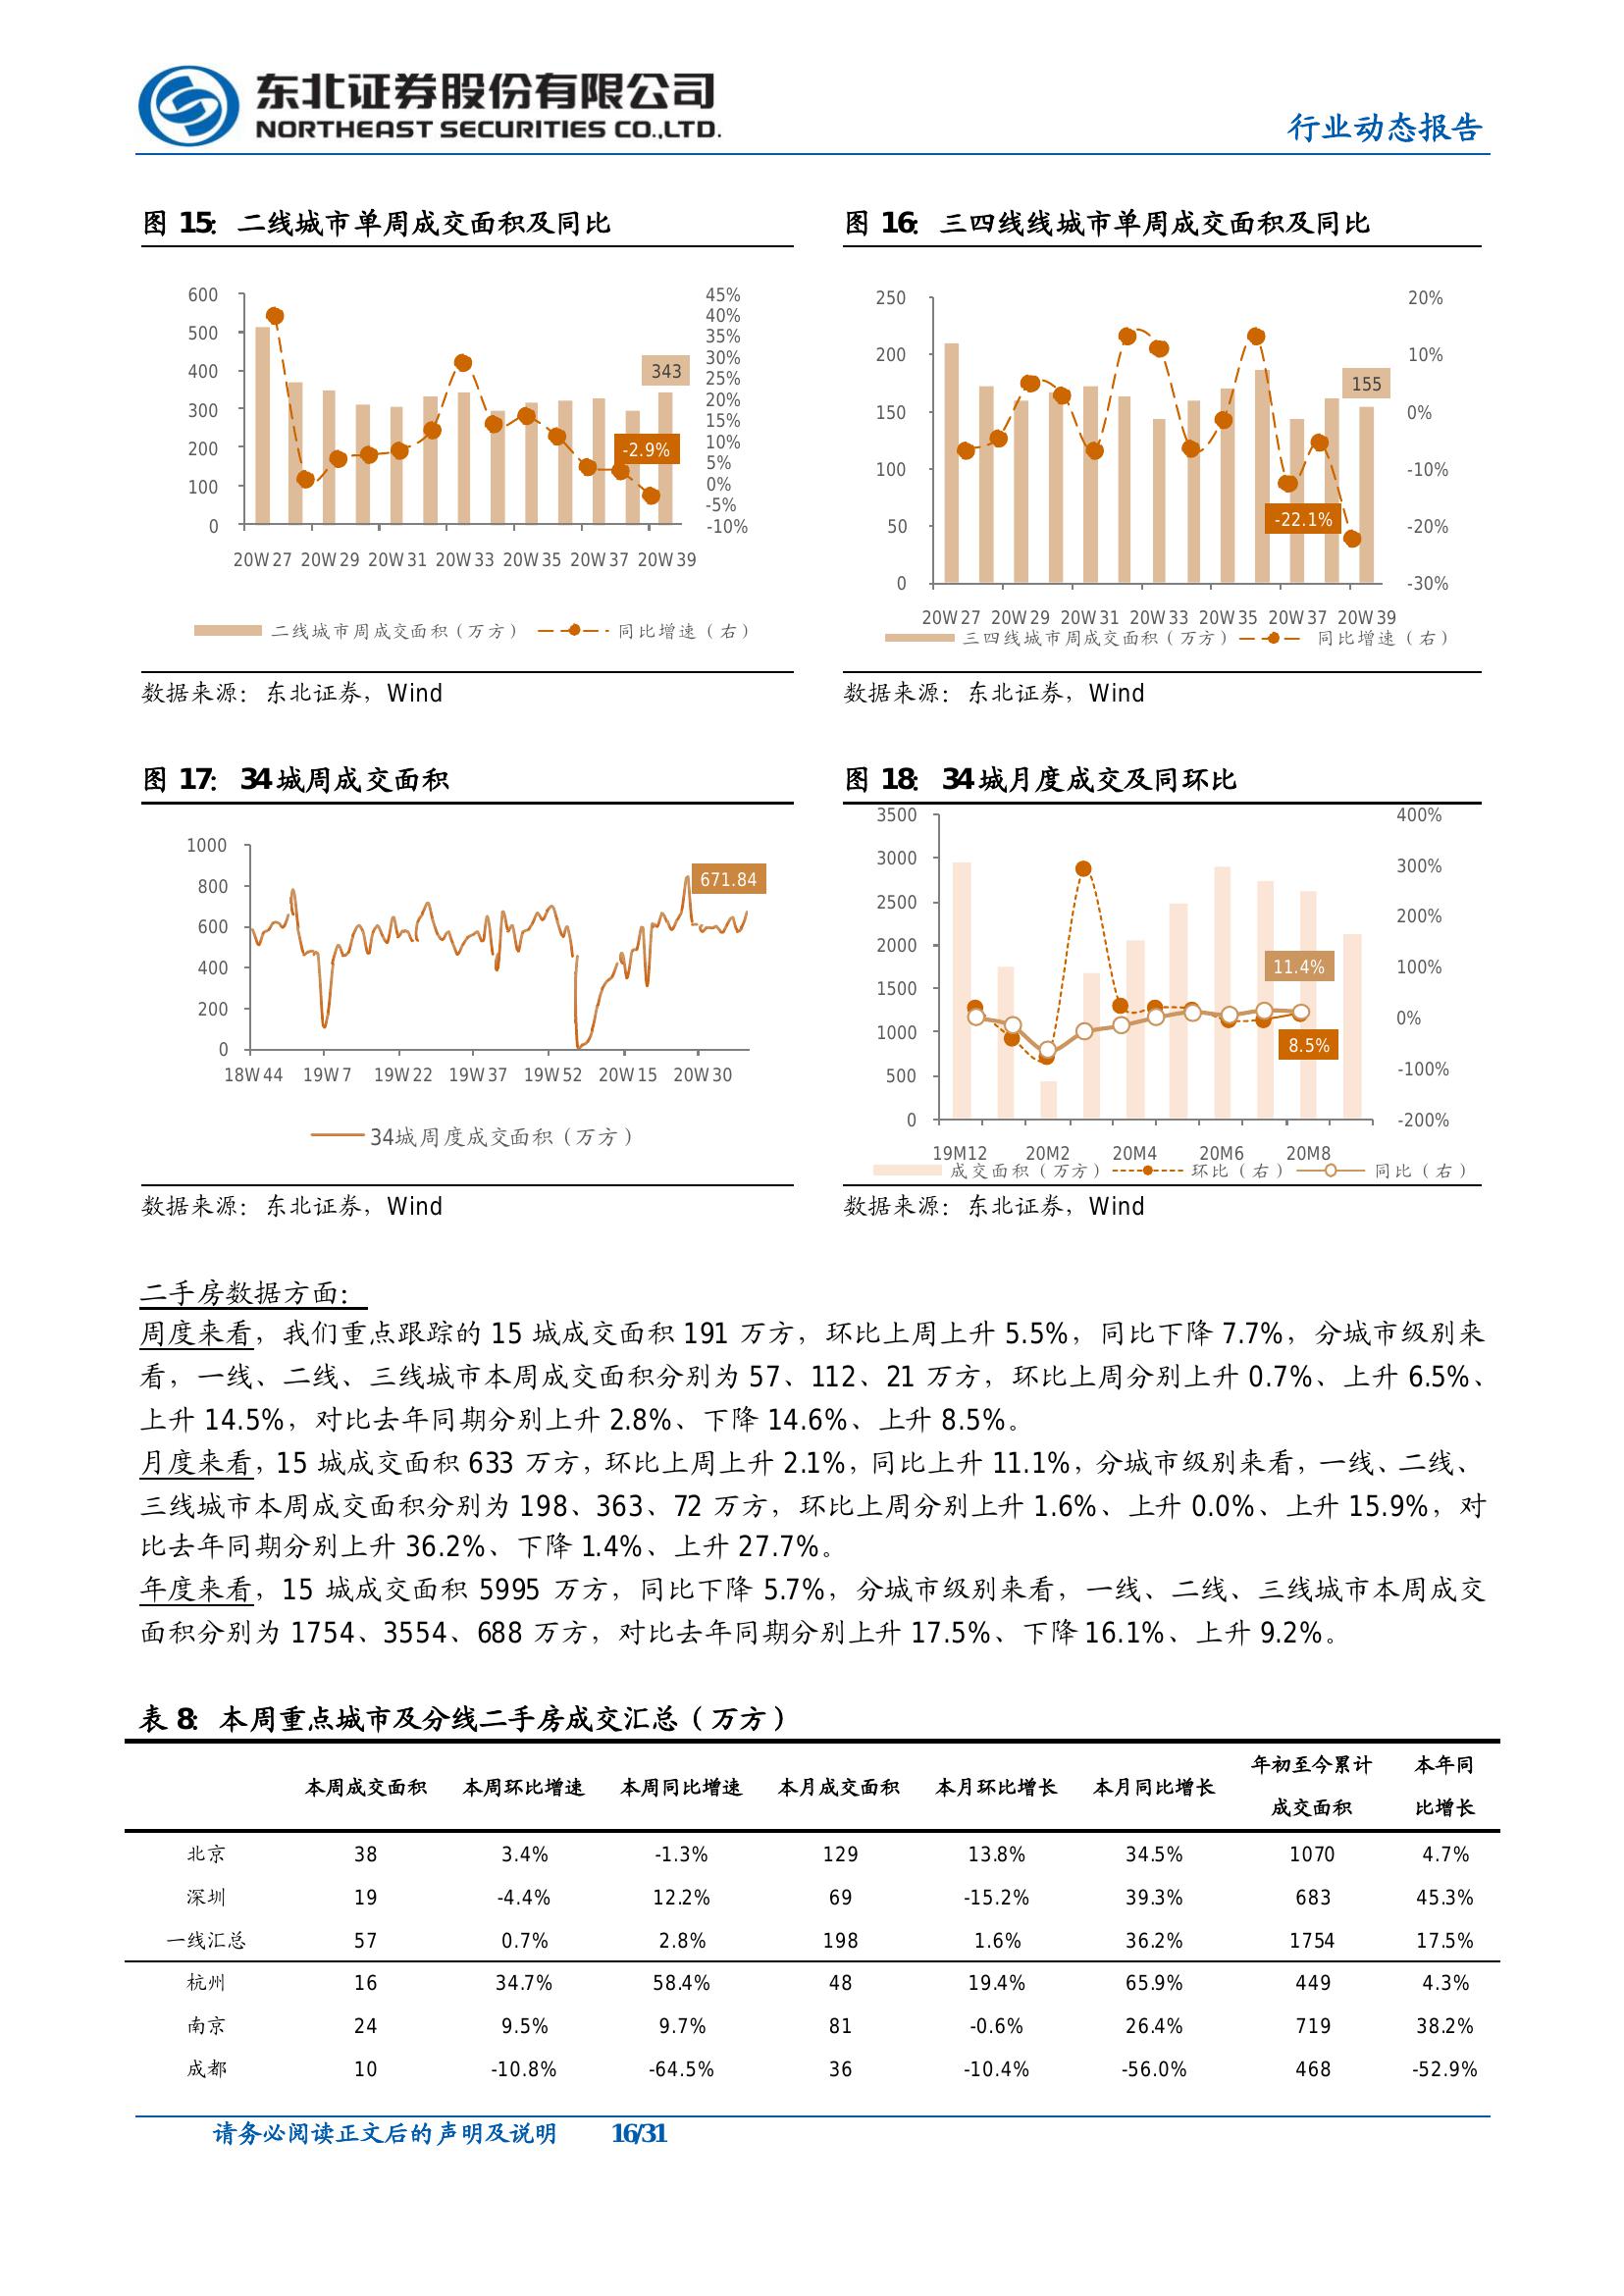 东北证券股份有限公司
NORTHEAST SECURITIES CO.,LTD.
行业动态报告
图 15: 二线城市单周成交面积及同比
600
500
400
300
200
100
0
45%
40%
35%
30%
25%
20%
15%
10%
5%
0%
-5%
-10%
343
-2.9%
20W27 20W29 20W31 20W33 20W35 20W37 20W39
二线城市周成交面积（万方） 同比增速（右）
数据来源：东北证券，Wind
图 16: 三四线线城市单周成交面积及同比
250
200
150
100
50
0
20%
10%
0%
-10%
-20%
-30%
155
-22.1%
20W27 20W29 20W31 20W33 20W35 20W37 20W39
三四线城市周成交面积（万方） 同比增速（右）
数据来源：东北证券，Wind
图 17: 34城周成交面积
1000
800
600
400
200
0
671.84
18W44 19W7 19W22 19W37 19W52 20W15 20W30
34城周度成交面积（万方）
数据来源：东北证券，Wind
图 18: 34城月度成交及同环比
3500
3000
2500
2000
1500
1000
500
0
400%
300%
200%
100%
0%
-100%
-200%
11.4%
8.5%
19M12 20M2 20M4 20M6 20M8
成交面积（万方） 环比（右） 同比（右）
数据来源：东北证券，Wind
二手房数据方面：
周度来看，我们重点跟踪的 15 城成交面积 191 万方，环比上周上升 5.5%，同比下降 7.7%，分城市级别来
看，一线、二线、三线城市本周成交面积分别为 57、112、21 万方，环比上周分别上升 0.7%、上升 6.5%、
上升 14.5%，对比去年同期分别上升 2.8%、下降 14.6%、上升 8.5%。
月度来看，15 城成交面积 633 万方，环比上周上升 2.1%，同比上升 11.1%，分城市级别来看，一线、二线、
三线城市本周成交面积分别为 198、363、72 万方，环比上周分别上升 1.6%、上升 0.0%、上升 15.9%，对
比去年同期分别上升 36.2%、下降 1.4%、上升 27.7%。
年度来看，15 城成交面积 5995 万方，同比下降 5.7%，分城市级别来看，一线、二线、三线城市本周成交
面积分别为 1754、3554、688 万方，对比去年同期分别上升 17.5%、下降 16.1%、上升 9.2%。
表 8: 本周重点城市及分线二手房成交汇总（万方）
本周成交面积 本周环比增速 本周同比增速 本月成交面积 本月环比增长 本月同比增长 年初至今累计 本年同
成交面积 比增长
北京 38 3.4% -1.3% 129 13.8% 34.5% 1070 4.7%
深圳 19 -4.4% 12.2% 69 -15.2% 39.3% 683 45.3%
一线汇总 57 0.7% 2.8% 198 1.6% 36.2% 1754 17.5%
杭州 16 34.7% 58.4% 48 19.4% 65.9% 449 4.3%
南京 24 9.5% 9.7% 81 -0.6% 26.4% 719 38.2%
成都 10 -10.8% -64.5% 36 -10.4% -56.0% 468 -52.9%
请务必阅读正文后的声明及说明 16/31